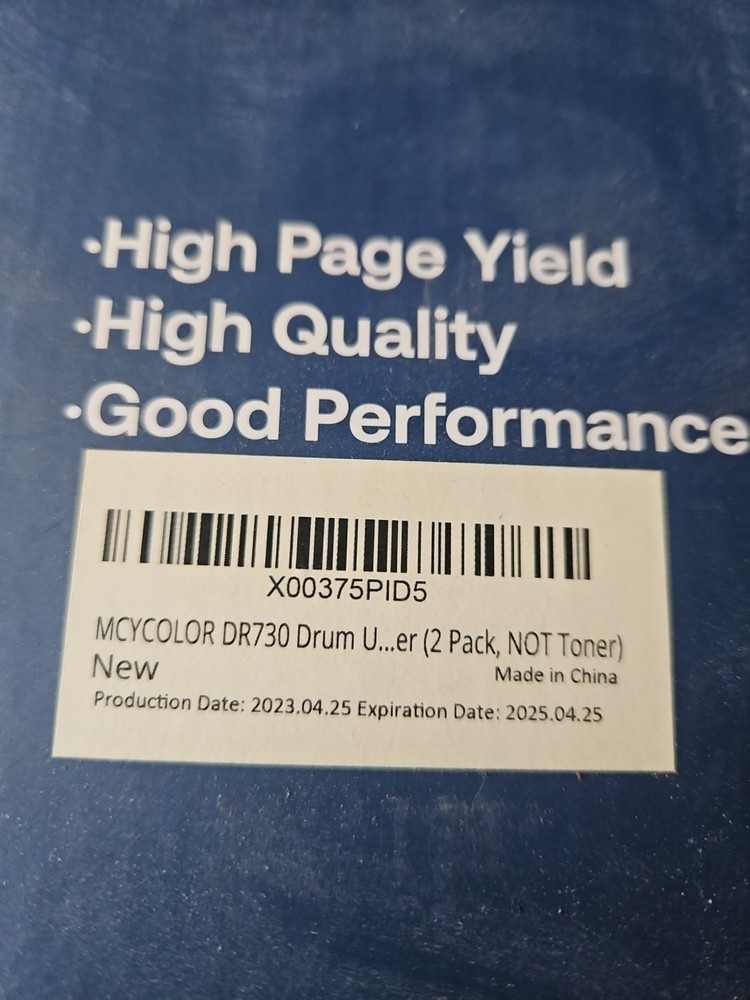 ·High Page Yield
·High Quality
·Good Performance
X00375PID5
MCYCOLOR DR730 Drum U...er (2 Pack, NOT Toner)
New
Made in China
Production Date: 2023.04.25 Expiration Date: 2025.04.25